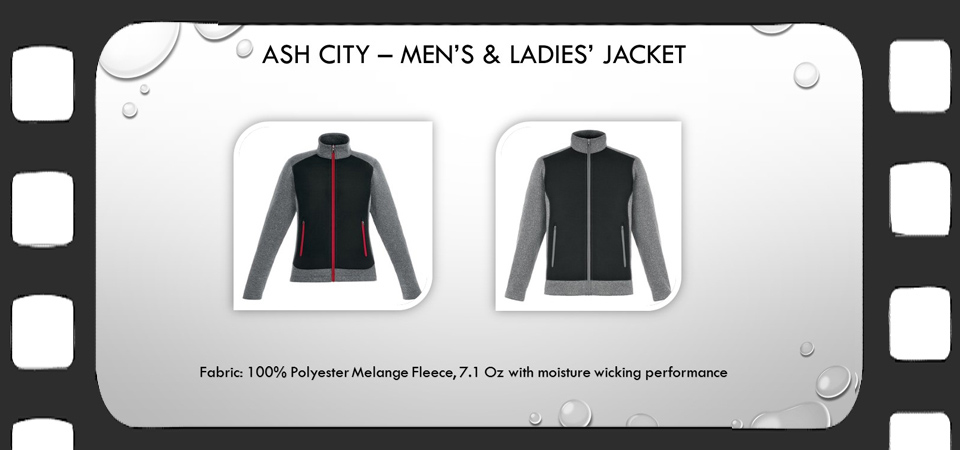 ASH CITY – MEN’S & LADIES’ JACKET
Fabric: 100% Polyester Melange Fleece, 7.1 Oz with moisture wicking performance